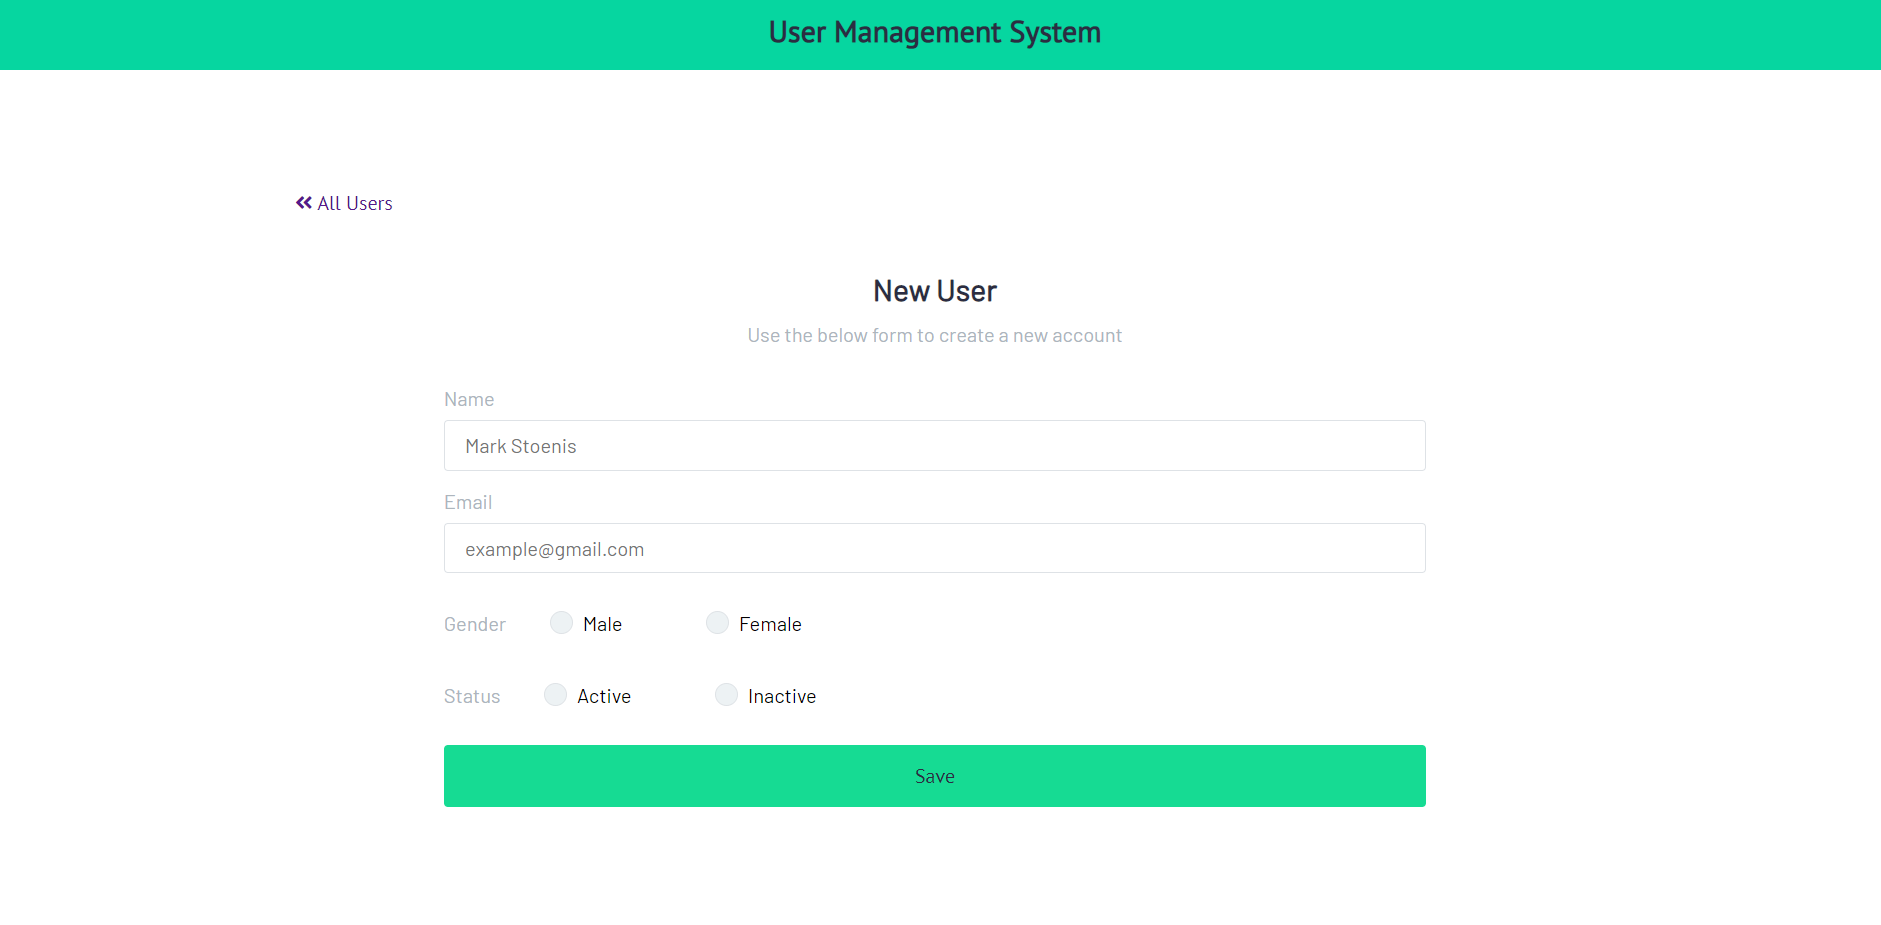 User Management System
All Users
New User
Use the below form to create a new account
Name
Mark Stoenis
Email
example@gmail.com
Gender Male Female
Status Active Inactive
Save